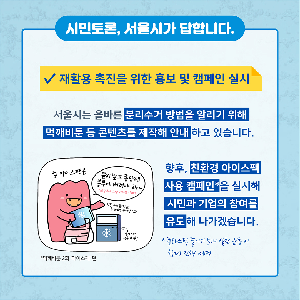 시민토론, 서울시가 답합니다.
✓ 재활용 촉진을 위한 홍보 및 캠페인 실시
서울시는 올바른 분리수거 방법을 알리기 위해
먹깨비툰 등 콘텐츠를 제작해 안내 하고 있습니다.
향후, 친환경 아이스팩
사용 캠페인*을 실시해
시민과 기업의 참여를
유도해 나가겠습니다.